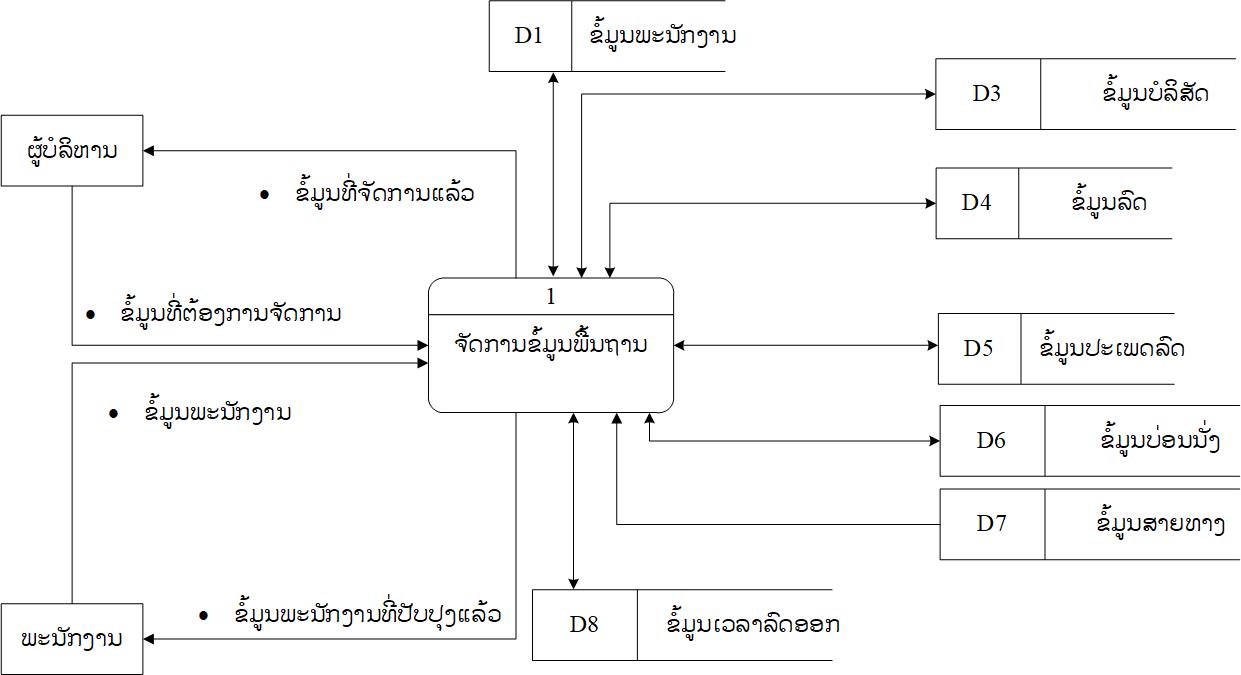 D1 ຂໍ້ມູນພະນັກງານ
D3 ຂໍ້ມູນບໍລິສັດ
ຜູ້ບໍລິຫານ
• ຂໍ້ມູນທີ່ຈັດການແລ້ວ
D4 ຂໍ້ມູນລົດ
1
• ຂໍ້ມູນທີ່ຕ້ອງການຈັດການ
ຈັດການຂໍ້ມູນພື້ນຖານ
D5 ຂໍ້ມູນປະເພດລົດ
• ຂໍ້ມູນພະນັກງານ
D6 ຂໍ້ມູນບ່ອນນັ່ງ
D7 ຂໍ້ມູນສາຍທາງ
• ຂໍ້ມູນພະນັກງານທີ່ປັບປຸງແລ້ວ
D8 ຂໍ້ມູນເວລາລົດອອກ
ພະນັກງານ